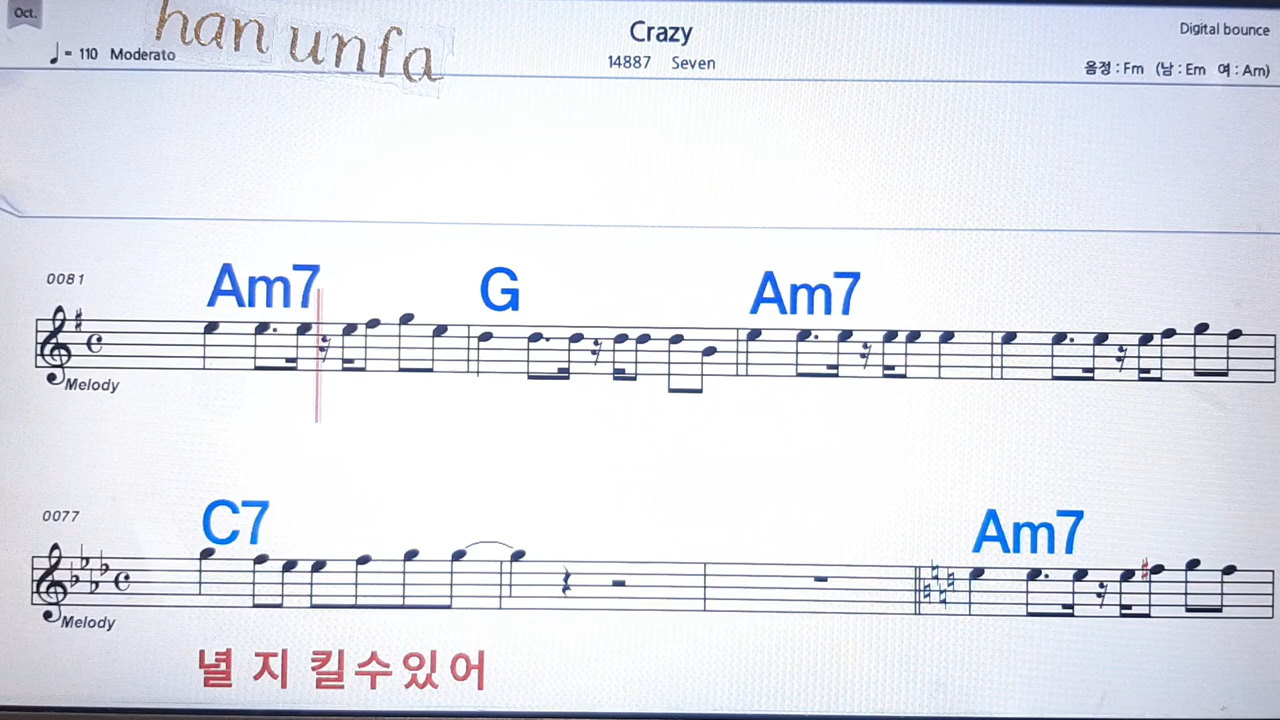 Oct.
han unfa
Crazy
Digital bounce
♩= 110 Moderato
14887 Seven
음정 : Fm (남 : Em 여 : Am)
0081
Am7 G Am7
Melody
0077
C7 Am7
Melody
널 지 킬 수 있 어